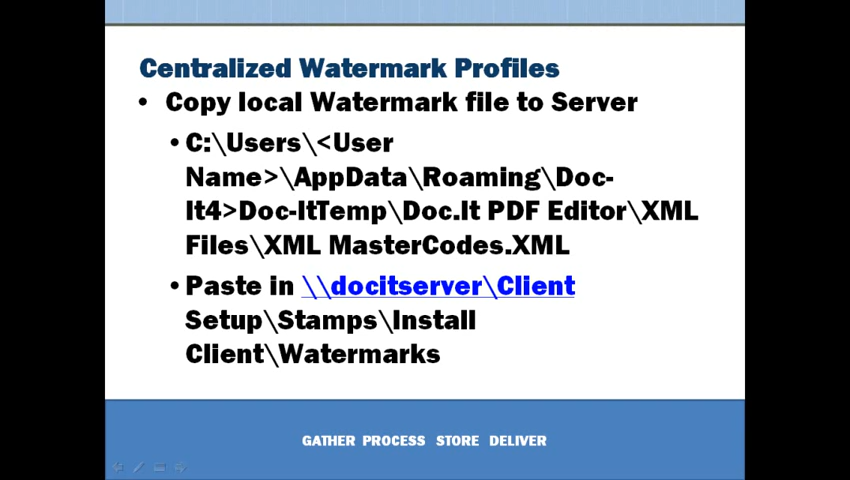 Centralized Watermark Profiles
• Copy local Watermark file to Server
• C:\Users\<User
Name>\AppData\Roaming\Doc-
It4>Doc-ItTemp\Doc.It PDF Editor\XML
Files\XML MasterCodes.XML
• Paste in \\docitserver\Client
Setup\Stamps\Install
Client\Watermarks
GATHER PROCESS STORE DELIVER